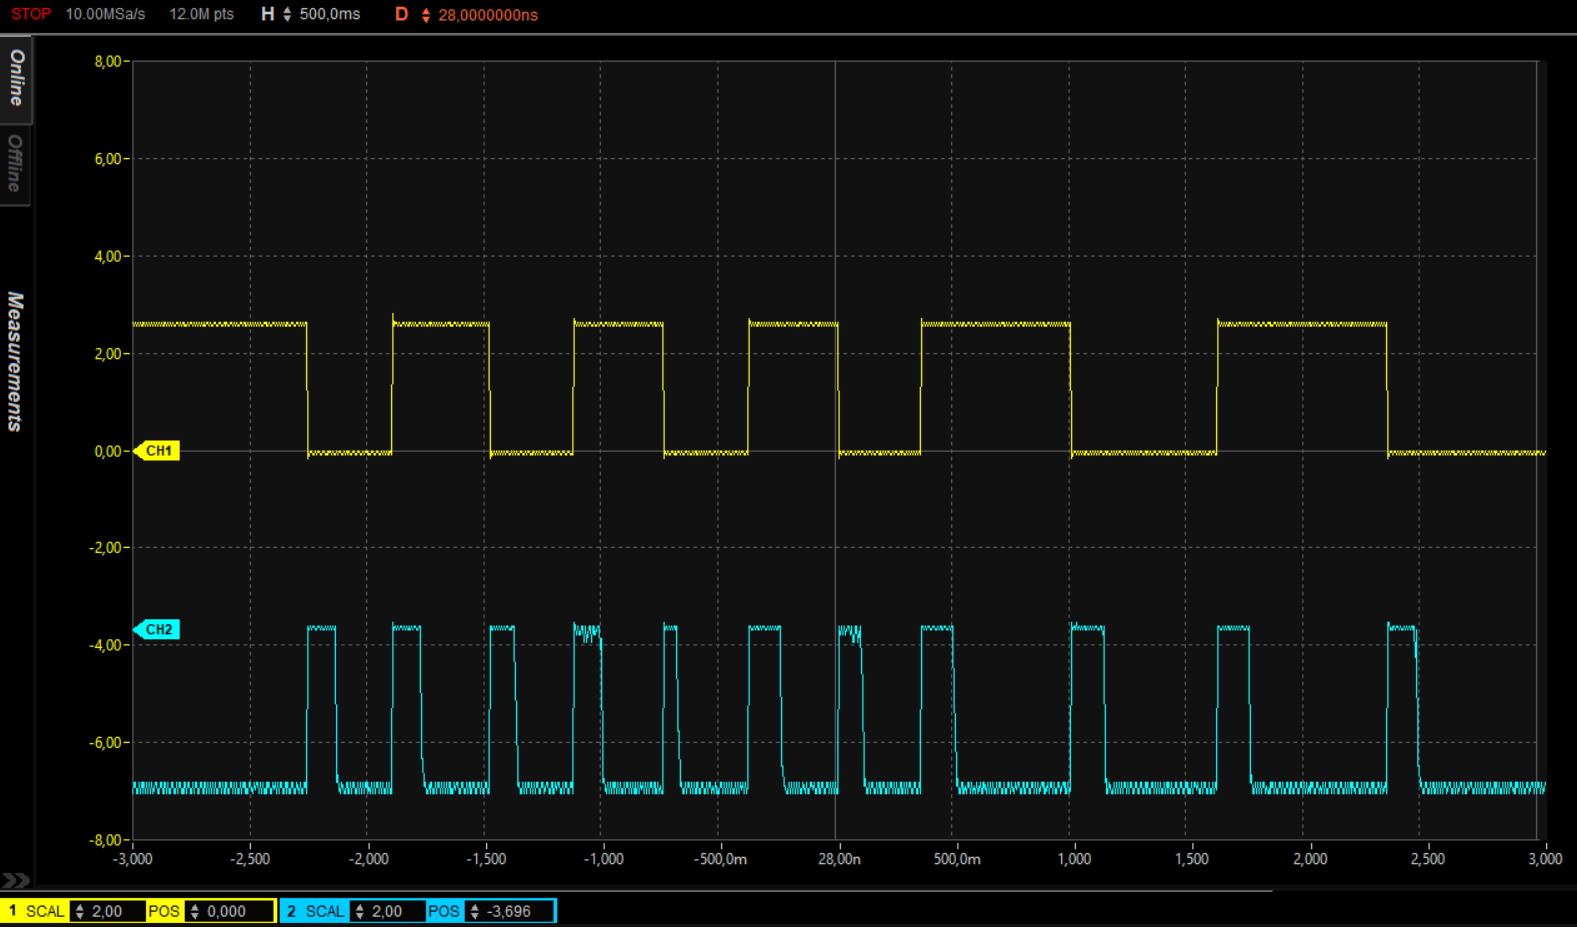 STOP 10.00MSa/s 12.0M pts H 500,0ms D 28,0000000ns
Online
Offline
Measurements
8,00
6,00
4,00
2,00
0,00
-2,00
-4,00
-6,00
-8,00
CH1
CH2
-3,000 -2,500 -2,000 -1,500 -1,000 -500,0m 28,00n 500,0m 1,000 1,500 2,000 2,500 3,000
1 SCAL 2,00 POS 0,000 2 SCAL 2,00 POS -3,696